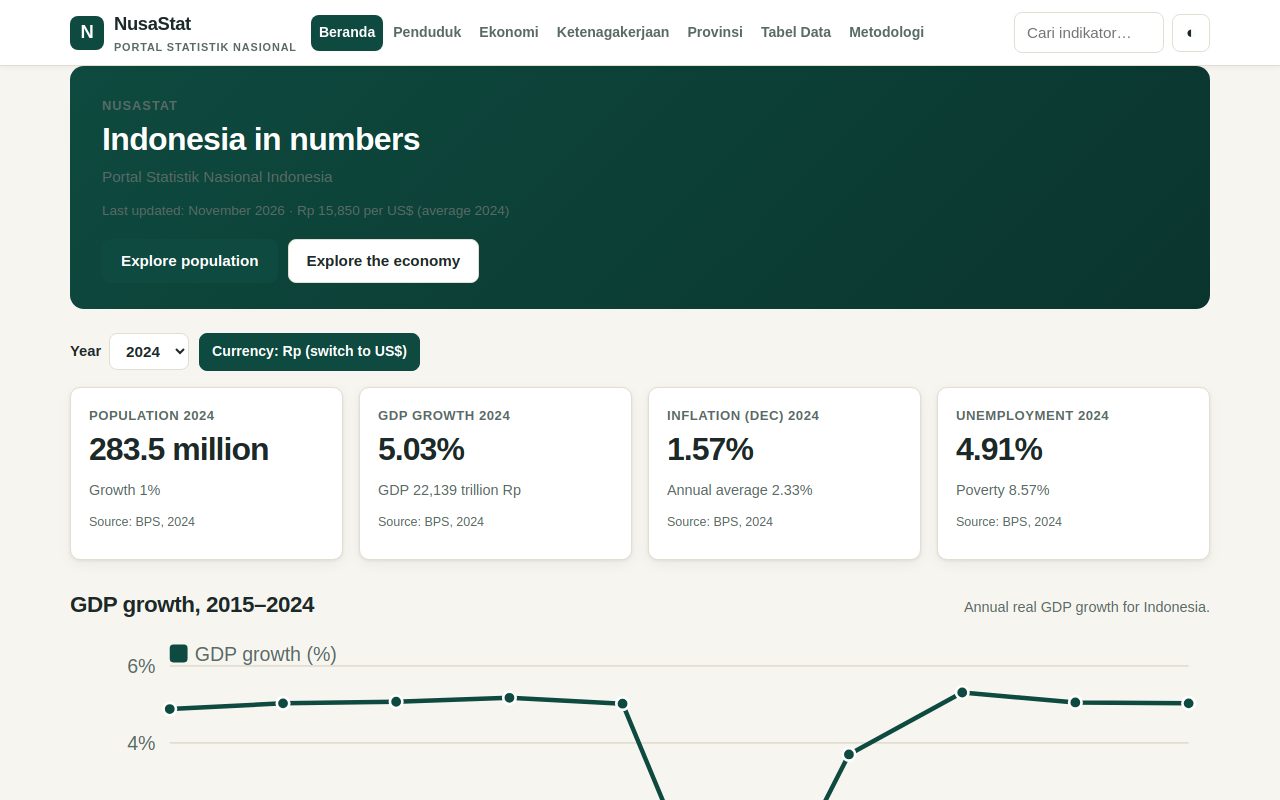 N
NusaStat
PORTAL STATISTIK NASIONAL
Beranda
Penduduk
Ekonomi
Ketenagakerjaan
Provinsi
Tabel Data
Metodologi
Cari indikator…
NUSASTAT
Indonesia in numbers
Portal Statistik Nasional Indonesia
Last updated: November 2026 · Rp 15,850 per US$ (average 2024)
Explore population
Explore the economy
Year
2024
Currency: Rp (switch to US$)
POPULATION 2024
283.5 million
Growth 1%
Source: BPS, 2024
GDP GROWTH 2024
5.03%
GDP 22,139 trillion Rp
Source: BPS, 2024
INFLATION (DEC) 2024
1.57%
Annual average 2.33%
Source: BPS, 2024
UNEMPLOYMENT 2024
4.91%
Poverty 8.57%
Source: BPS, 2024
GDP growth, 2015–2024
Annual real GDP growth for Indonesia.
GDP growth (%)
6%
4%